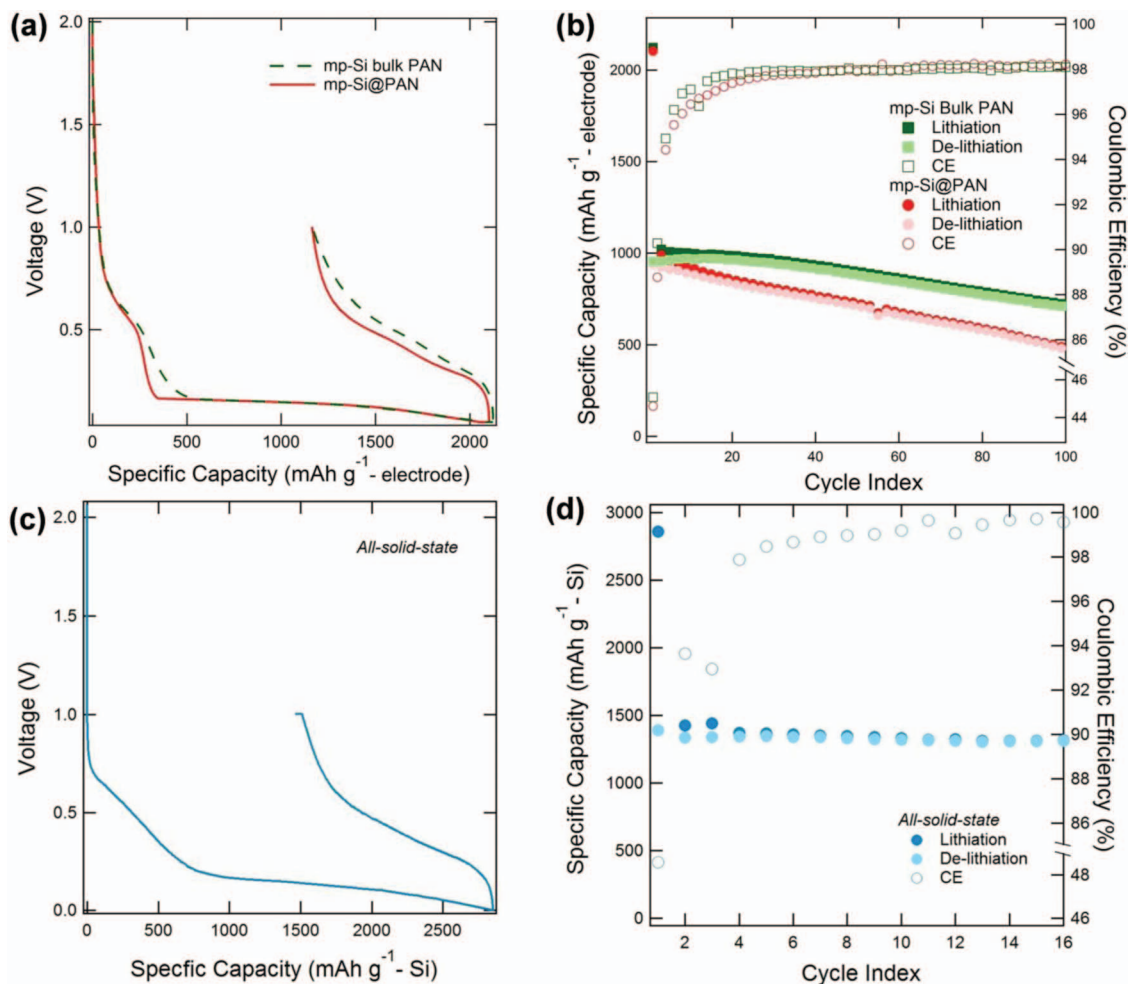 (a)
2.0
1.5
1.0
0.5
Voltage (V)
mp-Si bulk PAN
mp-Si@PAN
0
500
1000
1500
2000
Specific Capacity (mAh g⁻¹ - electrode)
(b)
2000
1500
1000
500
0
Specific Capacity (mAh g⁻¹ - electrode)
mp-Si Bulk PAN
Lithiation
De-lithiation
CE
mp-Si@PAN
Lithiation
De-lithiation
CE
100
98
96
94
92
90
88
86
46
44
Coulombic Efficiency (%)
20
40
60
80
100
Cycle Index
(c)
2.0
1.5
1.0
0.5
0.0
Voltage (V)
All-solid-state
0
500
1000
1500
2000
2500
Specfic Capacity (mAh g⁻¹ - Si)
(d)
3000
2500
2000
1500
1000
500
0
Specific Capacity (mAh g⁻¹ - Si)
All-solid-state
Lithiation
De-lithiation
CE
100
98
96
94
92
90
88
86
48
46
Coulombic Efficiency (%)
2
4
6
8
10
12
14
16
Cycle Index